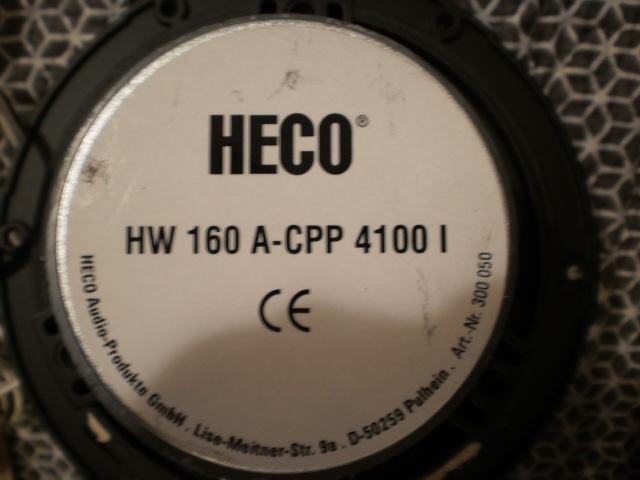 HECO®
HW 160 A-CPP 4100 I
CE
HECO Audio-Produkte GmbH . Lise-Meitner-Str. 9a . D-50259 Pulheim . Art.-Nr. 300 050